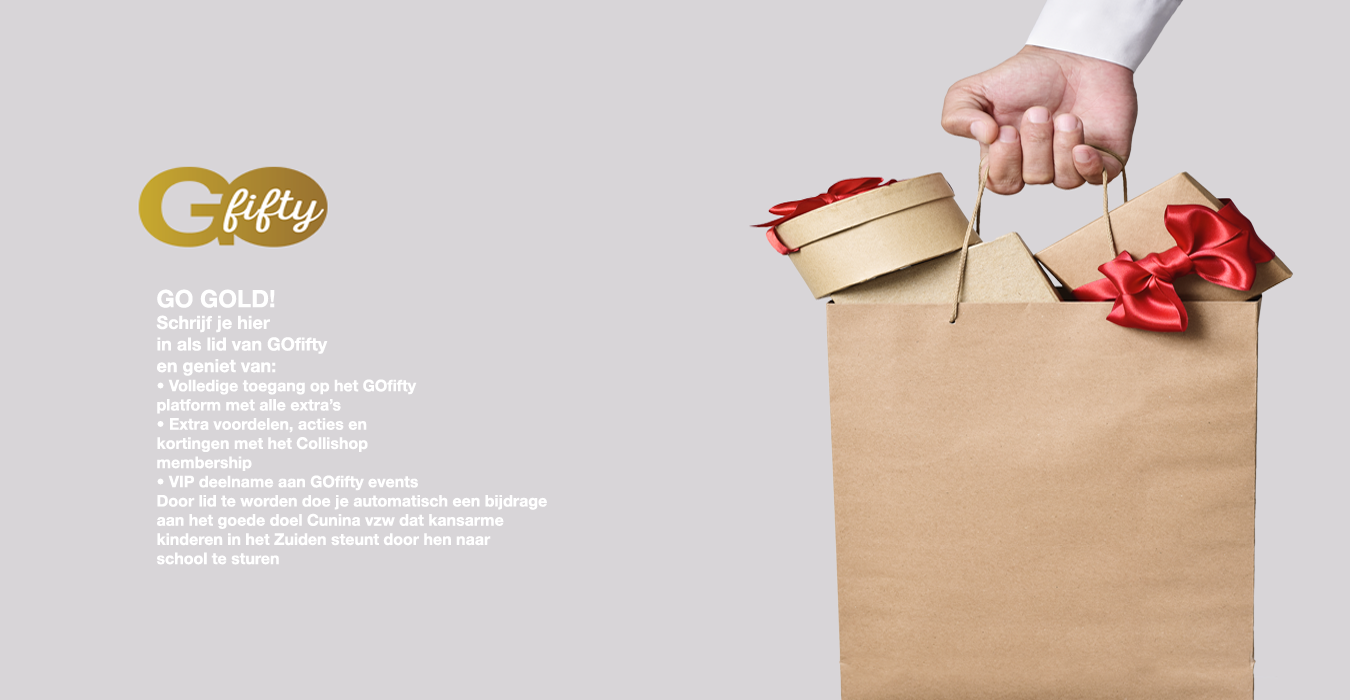 GO fifty
GO GOLD!
Schrijf je hier
in als lid van GOfifty
en geniet van:
• Volledige toegang op het GOfifty
platform met alle extra's
• Extra voordelen, acties en
kortingen met het Collishop
membership
• VIP deelname aan GOfifty events
Door lid te worden doe je automatisch een bijdrage
aan het goede doel Cunina vzw dat kansarme
kinderen in het Zuiden steunt door hen naar
school te sturen